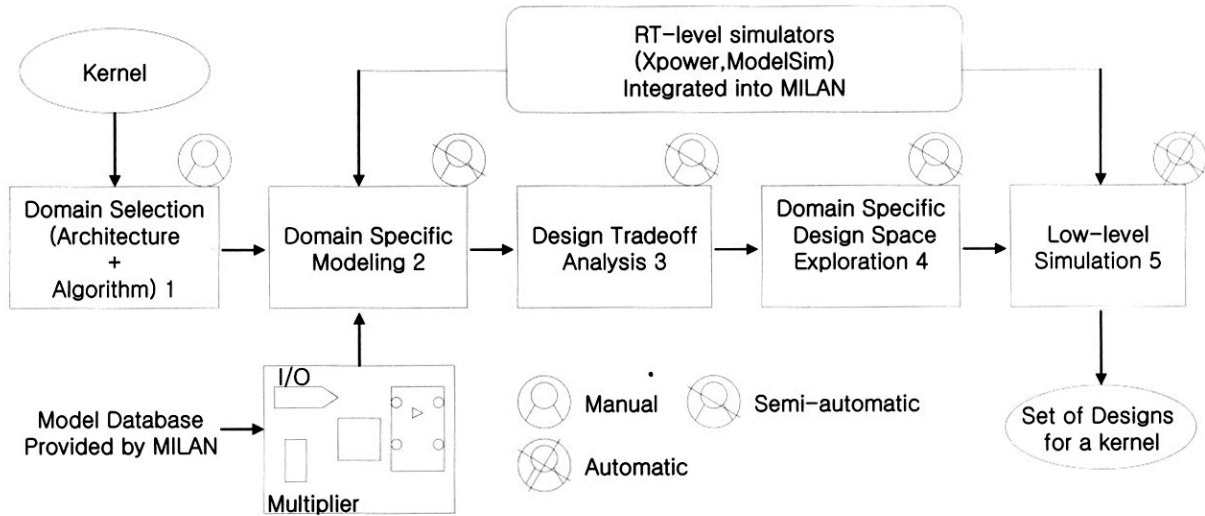 RT-level simulators
(Xpower,ModelSim)
Integrated into MILAN
Kernel
Domain Selection
(Architecture
+
Algorithm) 1
Domain Specific
Modeling 2
Design Tradeoff
Analysis 3
Domain Specific
Design Space
Exploration 4
Low-level
Simulation 5
Model Database
Provided by MILAN
I/O
Multiplier
Manual
Semi-automatic
Automatic
Set of Designs
for a kernel